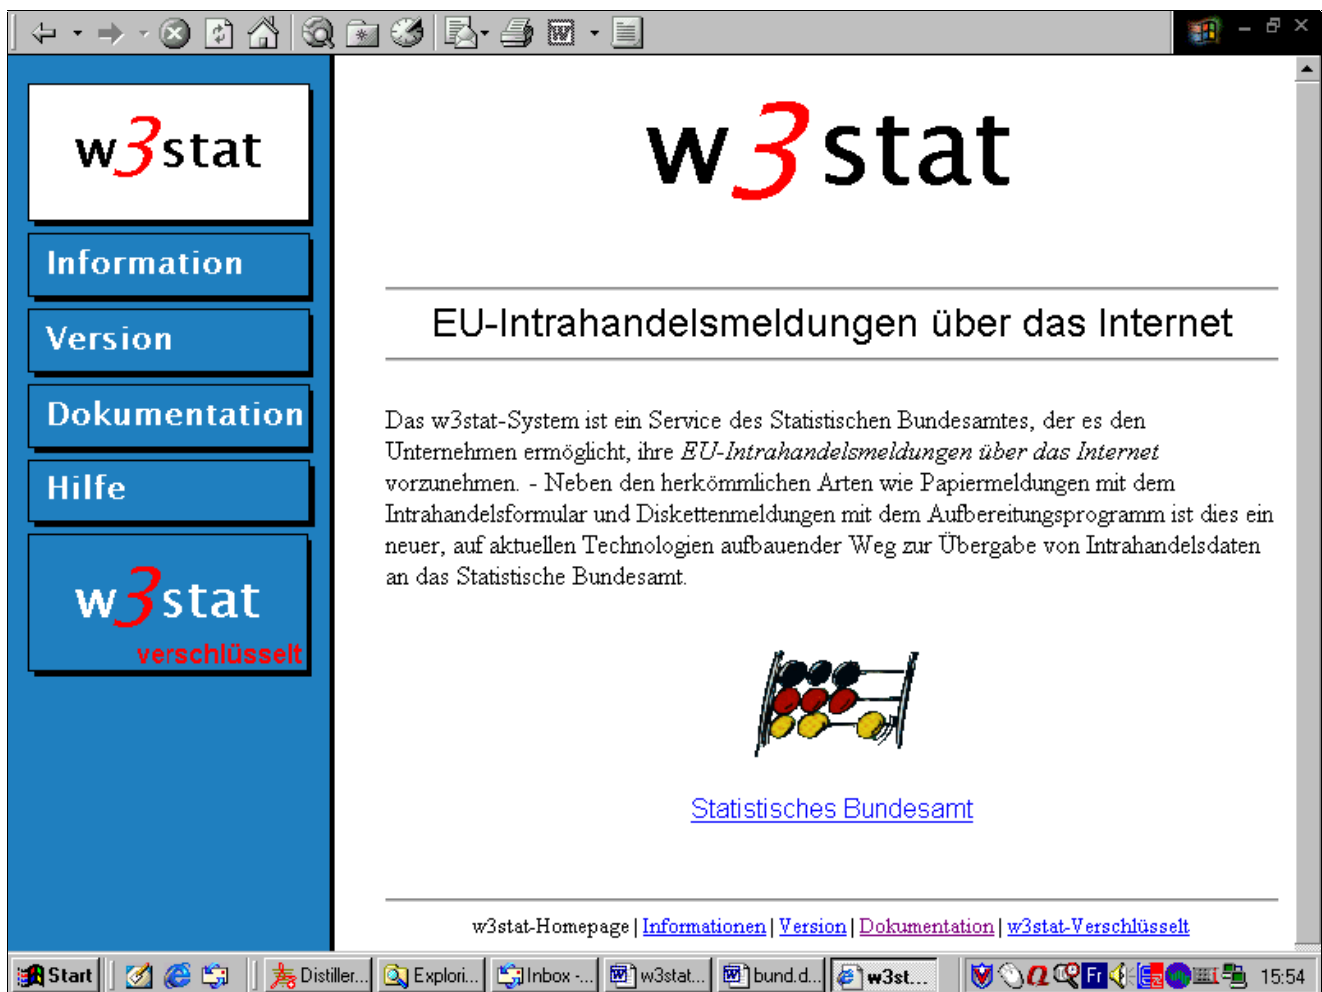 w3stat
Information
Version
Dokumentation
Hilfe
w3stat
verschlüsselt
w3stat
EU-Intrahandelsmeldungen über das Internet
Das w3stat-System ist ein Service des Statistischen Bundesamtes, der es den
Unternehmen ermöglicht, ihre EU-Intrahandelsmeldungen über das Internet
vorzunehmen. - Neben den herkömmlichen Arten wie Papiermeldungen mit dem
Intrahandelsformular und Diskettenmeldungen mit dem Aufbereitungsprogramm ist dies ein
neuer, auf aktuellen Technologien aufbauender Weg zur Übergabe von Intrahandelsdaten
an das Statistische Bundesamt.
Statistisches Bundesamt
w3stat-Homepage | Informationen | Version | Dokumentation | w3stat-Verschlüsselt
Start Distiller... Explori... Inbox -... w3stat... bund.d... w3st... Fr 15:54